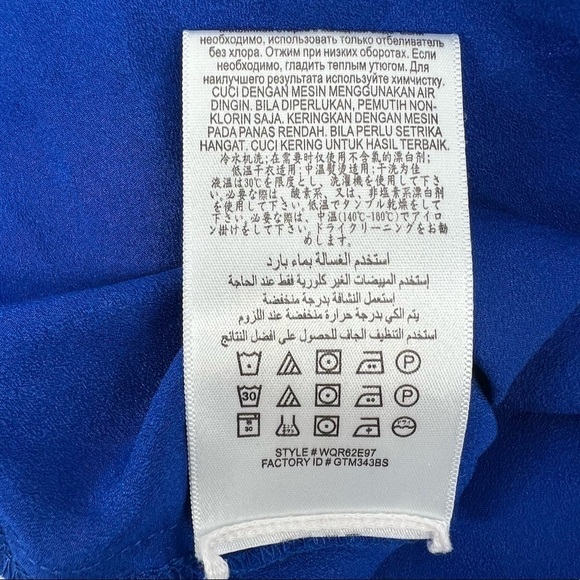 необходимо, использовать только отбеливатель
без хлора. Отжим при низких оборотах. Если
необходимо, гладить теплым утюгом. Для
наилучшего результата используйте химчистку.
CUCI DENGAN MESIN MENGGUNAKAN AIR
DINGIN. BILA DIPERLUKAN, PEMUTIH NON-
KLORIN SAJA. KERINGKAN DENGAN MESIN
PADA PANAS RENDAH. BILA PERLU SETRIKA
HANGAT. CUCI KERING UNTUK HASIL TERBAIK.
冷水机洗;在需要时仅使用不含氯的漂白剂;
低温干衣适用;中温熨烫适用;干洗为佳
液温は30℃を限度とし、洗濯機を使用して下さ
い.必要な際は、酸素系、又は、非塩素系漂白剤
を使用して下さい.低温でタンブル乾燥をして
下さい.必要な際は、中温(140℃-160℃)でアイロ
ン掛けをして下さい.ドライクリーニングをお勧
めします.
استخدم الغسالة بماء بارد
استخدم المبيضات الغير كلورية فقط عند الحاجة
إستعمل النشافة بدرجة منخفضة
يتم الكي بدرجة حرارة منخفضة عند اللزوم
استخدم التنظيف الجاف للحصول على افضل النتائج
P
30 P
30
STYLE # WQR62E97
FACTORY ID # GTM343BS